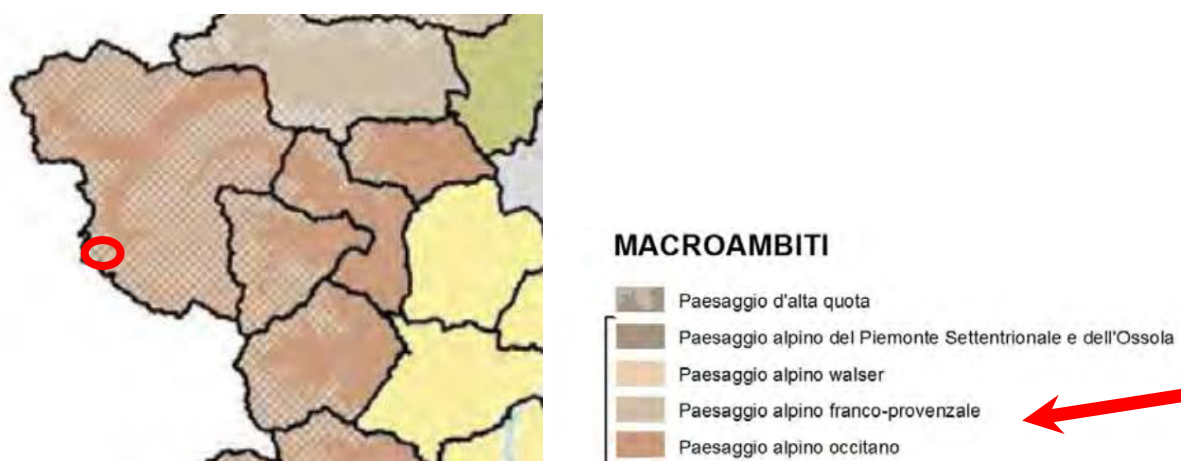 MACROAMBITI
Paesaggio d'alta quota
Paesaggio alpino del Piemonte Settentrionale e dell'Ossola
Paesaggio alpino walser
Paesaggio alpino franco-provenzale
Paesaggio alpino occitano